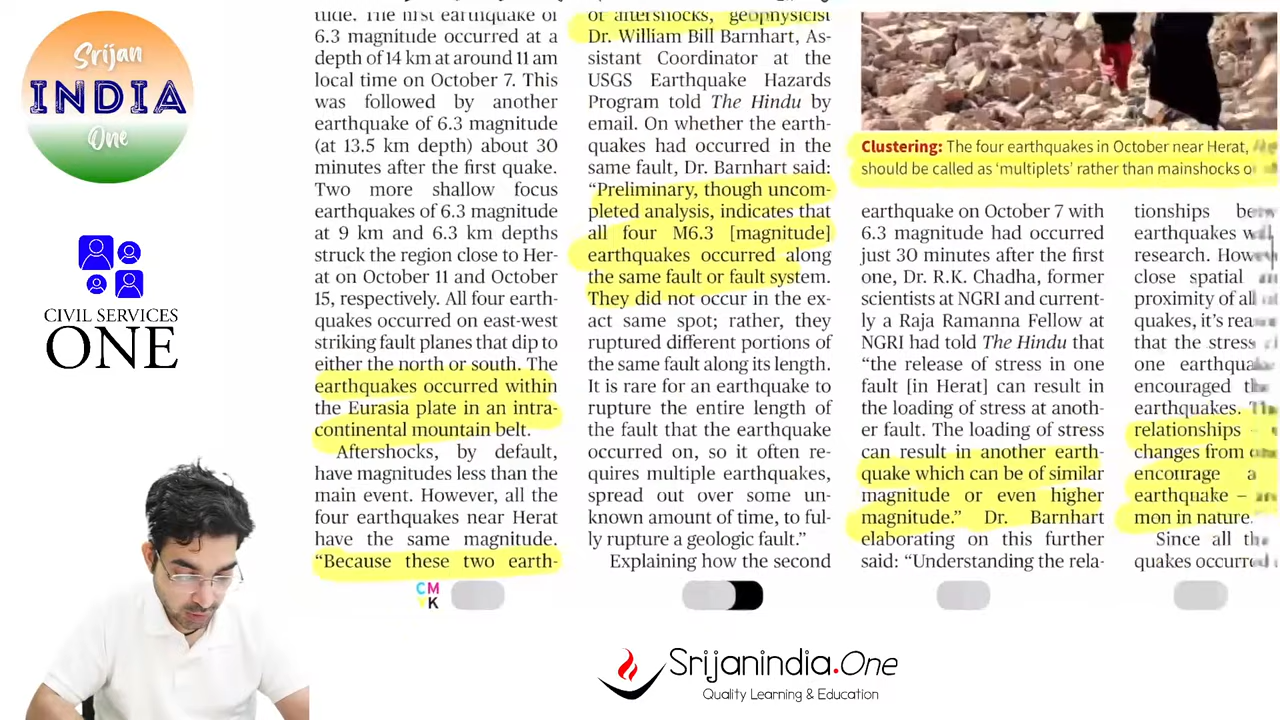 Srijan
INDIA
One
CIVIL SERVICES
ONE
tude. The first earthquake of
6.3 magnitude occurred at a
depth of 14 km at around 11 am
local time on October 7. This
was followed by another
earthquake of 6.3 magnitude
(at 13.5 km depth) about 30
minutes after the first quake.
Two more shallow focus
earthquakes of 6.3 magnitude
at 9 km and 6.3 km depths
struck the region close to Her-
at on October 11 and October
15, respectively. All four earth-
quakes occurred on east-west
striking fault planes that dip to
either the north or south. The
earthquakes occurred within
the Eurasia plate in an intra-
continental mountain belt.
Aftershocks, by default,
have magnitudes less than the
main event. However, all the
four earthquakes near Herat
have the same magnitude.
“Because these two earth-
of aftershocks, geophysicist
Dr. William Bill Barnhart, As-
sistant Coordinator at the
USGS Earthquake Hazards
Program told The Hindu by
email. On whether the earth-
quakes had occurred in the
same fault, Dr. Barnhart said:
“Preliminary, though uncom-
pleted analysis, indicates that
all four M6.3 [magnitude]
earthquakes occurred along
the same fault or fault system.
They did not occur in the ex-
act same spot; rather, they
ruptured different portions of
the same fault along its length.
It is rare for an earthquake to
rupture the entire length of
the fault that the earthquake
occurred on, so it often re-
quires multiple earthquakes,
spread out over some un-
known amount of time, to ful-
ly rupture a geologic fault.”
Explaining how the second
Clustering: The four earthquakes in October near Herat,
should be called as ‘multiplets’ rather than mainshocks
earthquake on October 7 with
6.3 magnitude had occurred
just 30 minutes after the first
one, Dr. R.K. Chadha, former
scientists at NGRI and current-
ly a Raja Ramanna Fellow at
NGRI had told The Hindu that
“the release of stress in one
fault [in Herat] can result in
the loading of stress at anoth-
er fault. The loading of stress
can result in another earth-
quake which can be of similar
magnitude or even higher
magnitude.” Dr. Barnhart
elaborating on this further
said: “Understanding the rela-
tionships
earthquakes
research.
close spatial
proximity of all
quakes, it's
that the stress
one
encouraged
earthquakes.
relationships –
changes from
encourage a
earthquake –
mon in nature.
Since all
quakes
CM
YK
Srijanindia.One
Quality Learning & Education